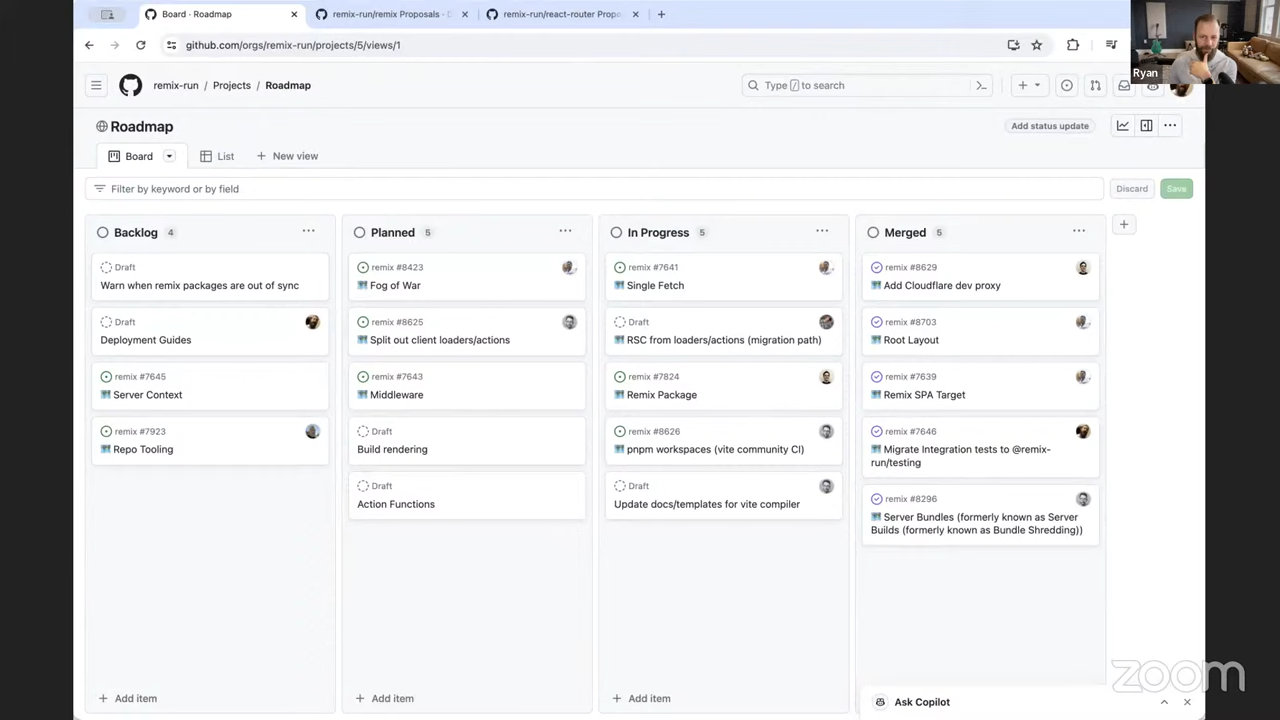 Board · Roadmap
remix-run/remix Proposals · D
remix-run/react-router Propo
github.com/orgs/remix-run/projects/5/views/1
Ryan
remix-run / Projects / Roadmap
Type / to search
Roadmap
Add status update
Board
List
New view
Filter by keyword or by field
Discard
Save
Backlog 4
Draft
Warn when remix packages are out of sync
Draft
Deployment Guides
remix #7645
Server Context
remix #7923
Repo Tooling
Add item
Planned 5
remix #8423
Fog of War
remix #8625
Split out client loaders/actions
remix #7643
Middleware
Draft
Build rendering
Draft
Action Functions
Add item
In Progress 5
remix #7641
Single Fetch
Draft
RSC from loaders/actions (migration path)
remix #7824
Remix Package
remix #8626
pnpm workspaces (vite community CI)
Draft
Update docs/templates for vite compiler
Add item
Merged 5
remix #8629
Add Cloudflare dev proxy
remix #8703
Root Layout
remix #7639
Remix SPA Target
remix #7646
Migrate Integration tests to @remix-
run/testing
remix #8296
Server Bundles (formerly known as Server
Builds (formerly known as Bundle Shredding))
Ask Copilot
zoom